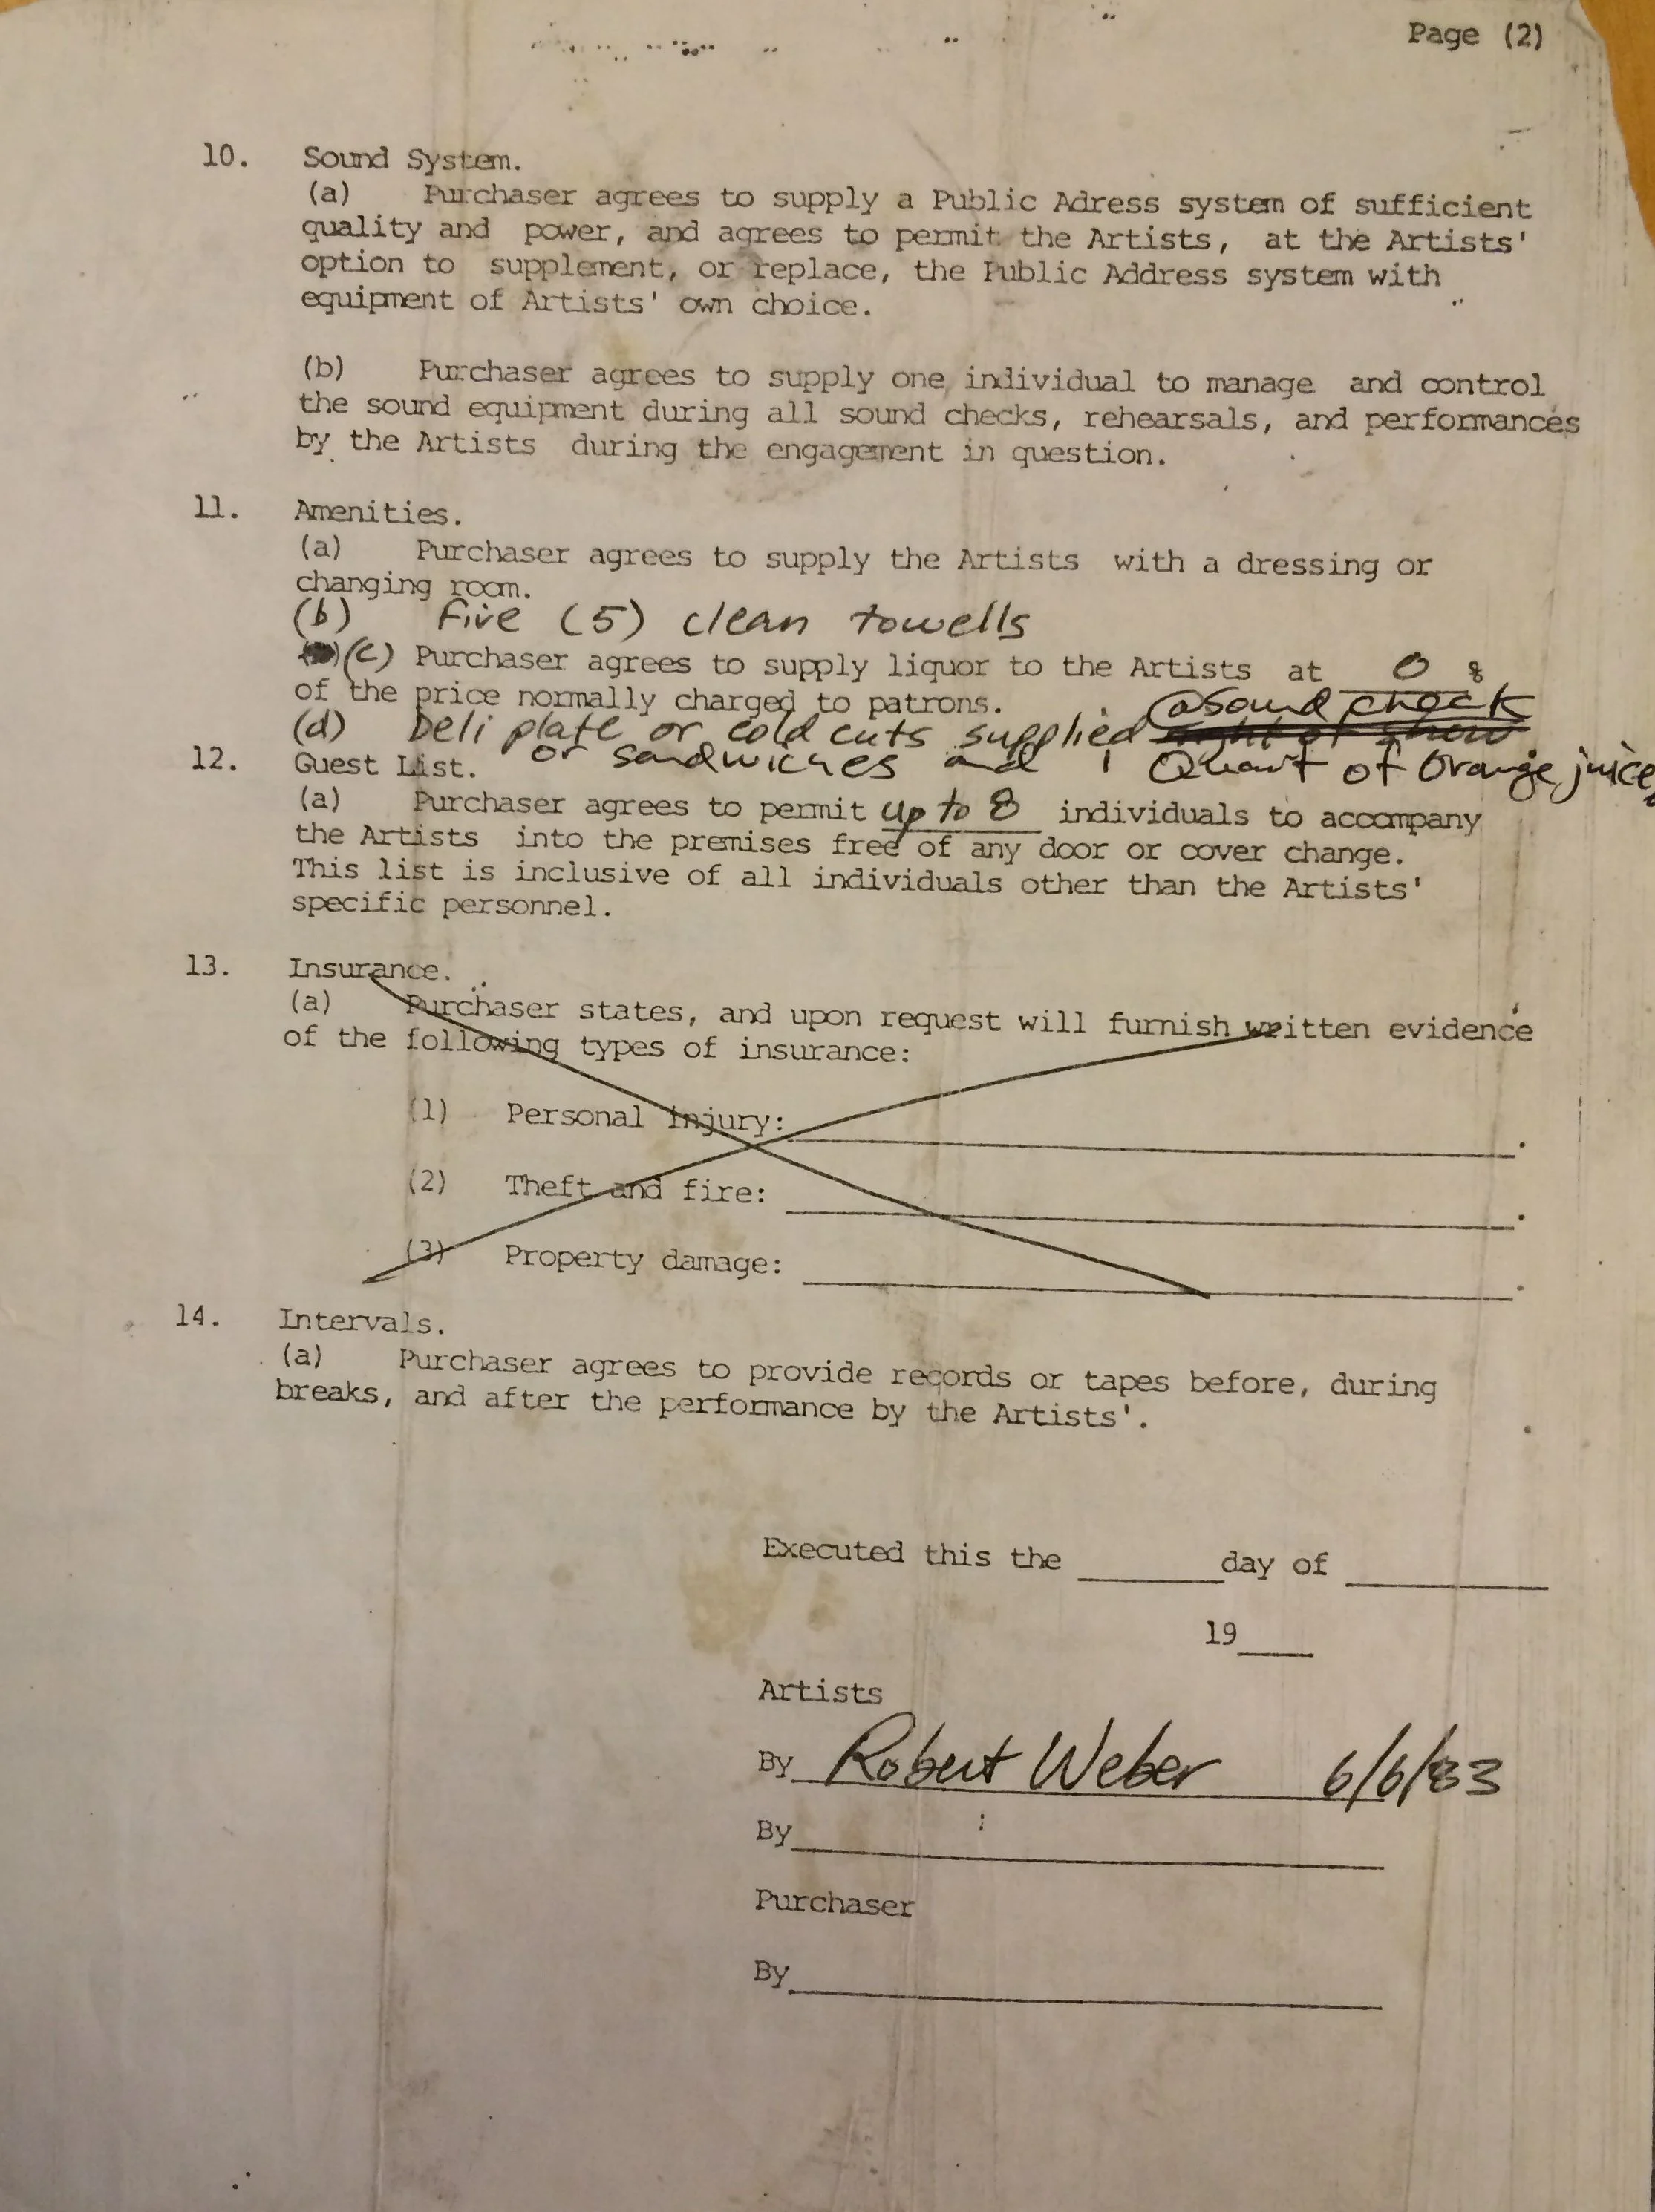 Page (2)
10. Sound System.
(a) Purchaser agrees to supply a Public Adress system of sufficient
quality and power, and agrees to permit the Artists, at the Artists'
option to supplement, or replace, the Public Address system with
equipment of Artists' own choice.
(b) Purchaser agrees to supply one individual to manage and control
the sound equipment during all sound checks, rehearsals, and performances
by the Artists during the engagement in question.
11. Amenities.
(a) Purchaser agrees to supply the Artists with a dressing or
changing room.
(b) Five (5) clean towells
(c) Purchaser agrees to supply liquor to the Artists at 0 %
of the price normally charged to patrons.
@ sound check
(d) Deli plate or cold cuts supplied night of show
or sandwiches and 1 Quart of Orange juice
12. Guest List.
(a) Purchaser agrees to permit up to 8 individuals to accompany
the Artists into the premises free of any door or cover change.
This list is inclusive of all individuals other than the Artists'
specific personnel.
13. Insurance.
(a) Purchaser states, and upon request will furnish written evidence
of the following types of insurance:
(1) Personal Injury:
(2) Theft and fire:
(3) Property damage:
14. Intervals.
(a) Purchaser agrees to provide records or tapes before, during
breaks, and after the performance by the Artists'.
Executed this the day of
19
Artists
By Robert Weber 6/6/83
By
Purchaser
By